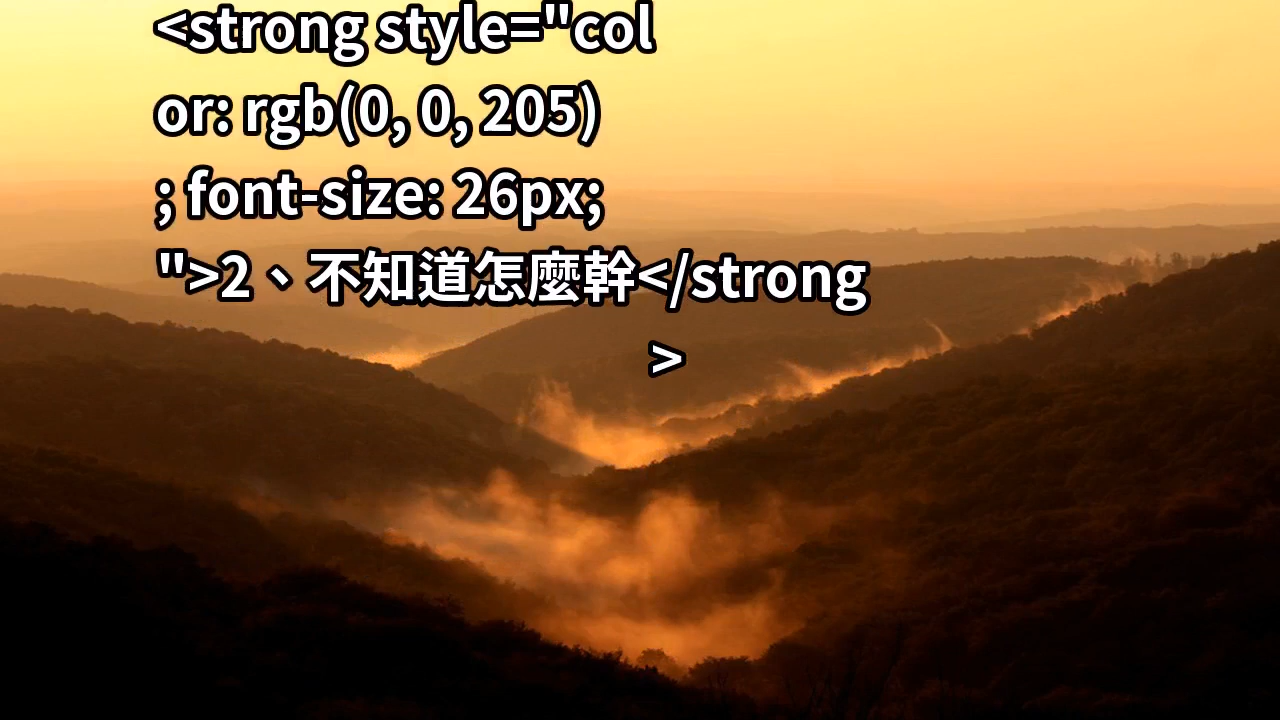 <strong style="col
or: rgb(0, 0, 205)
; font-size: 26px;
">2、不知道怎麼幹</strong
>